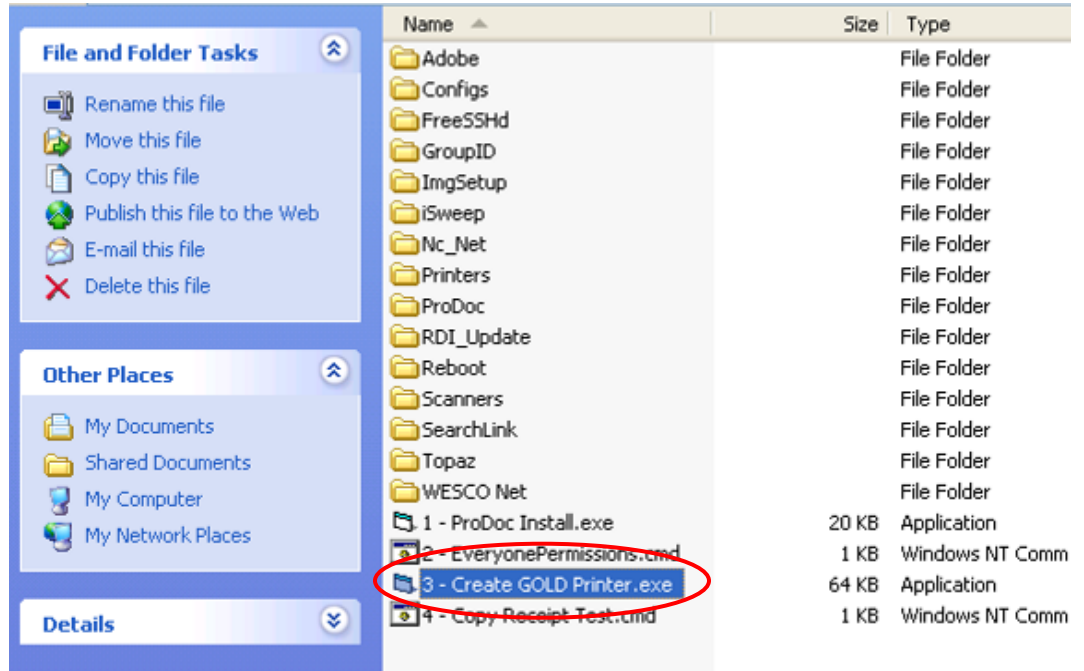 File and Folder Tasks
Rename this file
Move this file
Copy this file
Publish this file to the Web
E-mail this file
Delete this file
Other Places
My Documents
Shared Documents
My Computer
My Network Places
Details
Name Size Type
Adobe File Folder
Configs File Folder
FreeSSHd File Folder
GroupID File Folder
ImgSetup File Folder
iSweep File Folder
Nc_Net File Folder
Printers File Folder
ProDoc File Folder
RDI_Update File Folder
Reboot File Folder
Scanners File Folder
SearchLink File Folder
Topaz File Folder
WESCO Net File Folder
1 - ProDoc Install.exe 20 KB Application
2 - EveryonePermissions.cmd 1 KB Windows NT Comm
3 - Create GOLD Printer.exe 64 KB Application
4 - Copy Receipt Test.cmd 1 KB Windows NT Comm